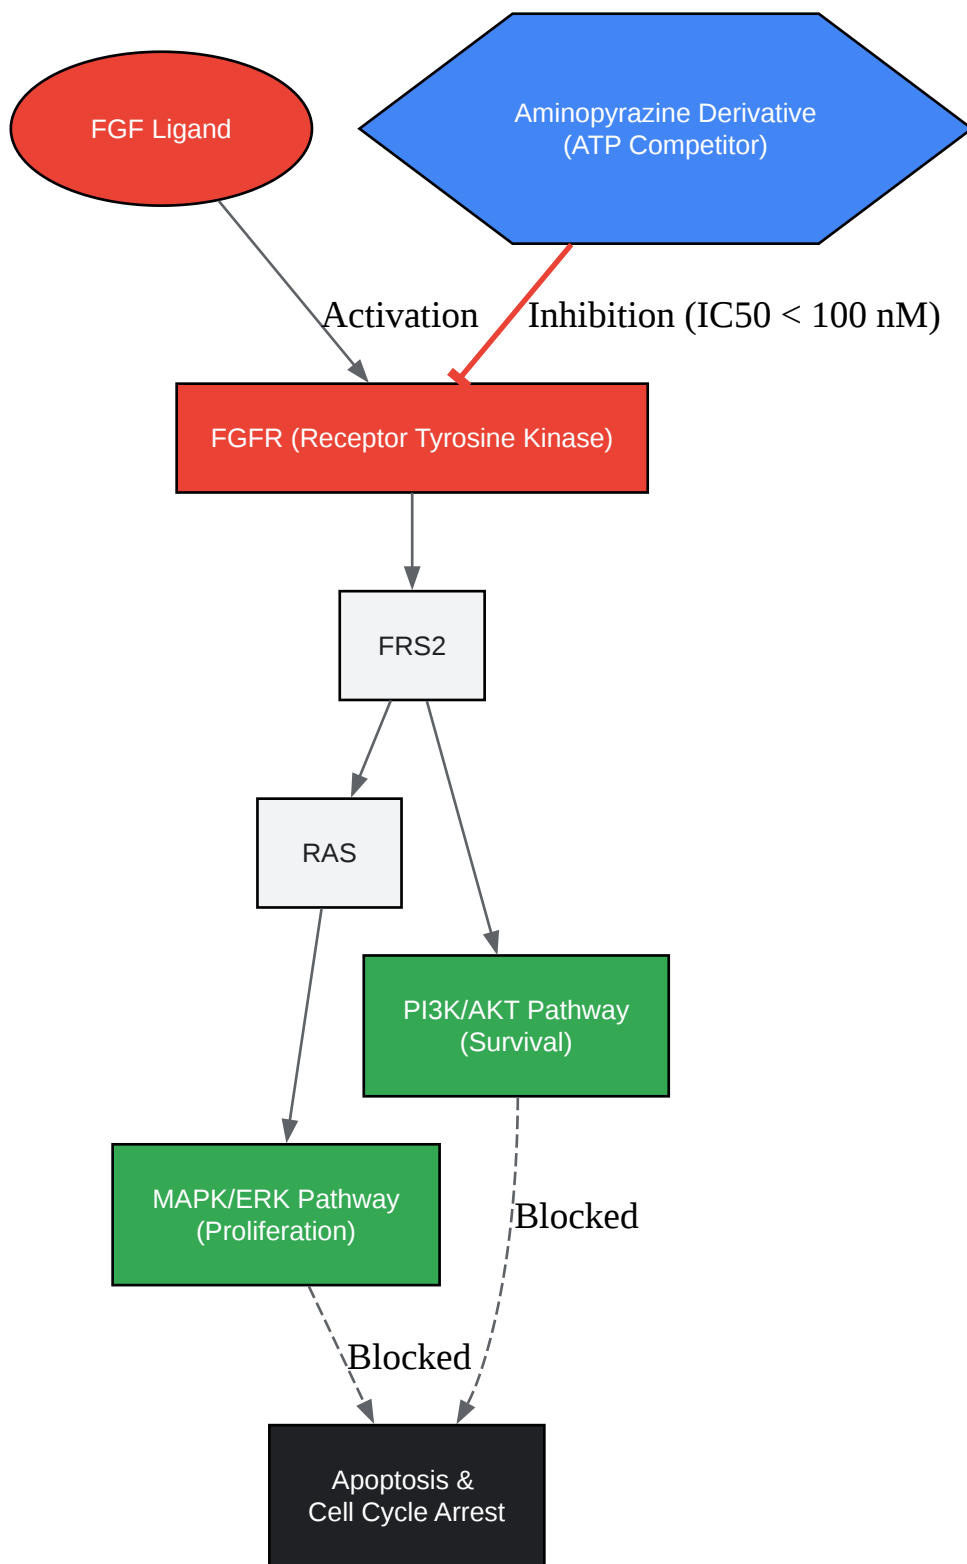 FGF Ligand
Aminopyrazine Derivative
(ATP Competitor)
Activation
Inhibition (IC50 < 100 nM)
FGFR (Receptor Tyrosine Kinase)
FRS2
RAS
PI3K/AKT Pathway
(Survival)
MAPK/ERK Pathway
(Proliferation)
Blocked
Blocked
Apoptosis &
Cell Cycle Arrest